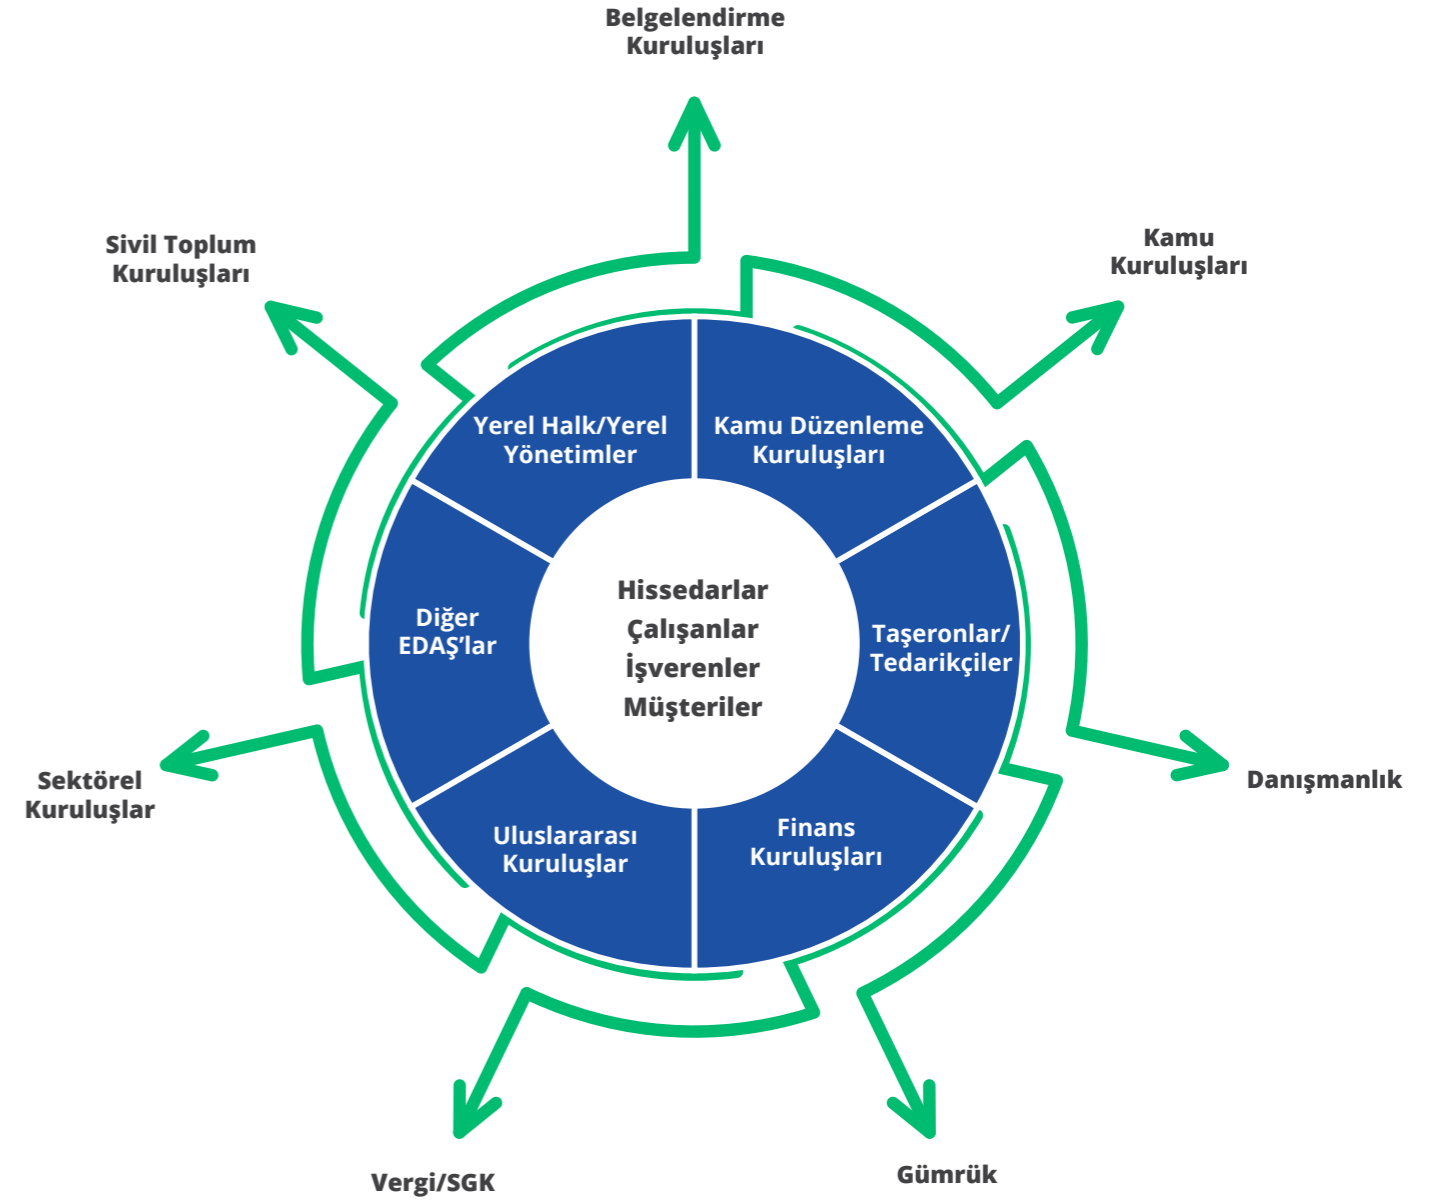 Belgelendirme
Kuruluşları
Sivil Toplum
Kuruluşları
Kamu
Kuruluşları
Yerel Halk/Yerel
Yönetimler
Kamu Düzenleme
Kuruluşları
Diğer
EDAŞ’lar
Hissedarlar
Çalışanlar
İşverenler
Müşteriler
Taşeronlar/
Tedarikçiler
Sektörel
Kuruluşlar
Danışmanlık
Uluslararası
Kuruluşlar
Finans
Kuruluşları
Vergi/SGK
Gümrük